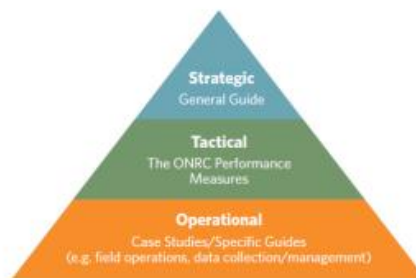 Strategic
General Guide
Tactical
The ONRC Performance
Measures
Operational
Case Studies/Specific Guides
(e.g. field operations, data collection/management)